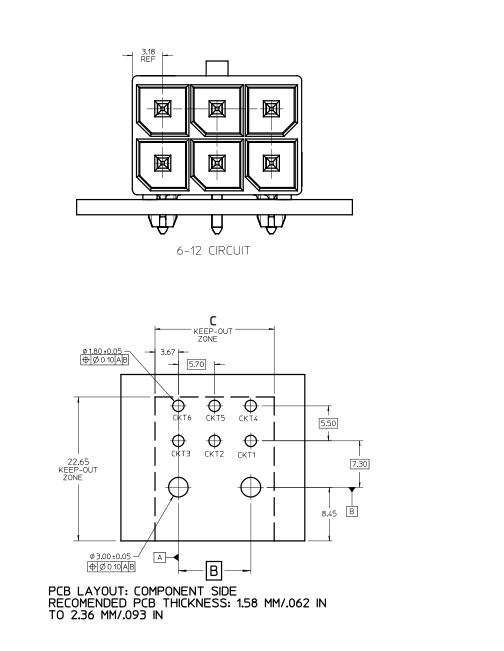 3.18
REF
6-12 CIRCUIT
C
KEEP-OUT
ZONE
ø1.80±0.05
⌖ Ø 0.10 A B
3.67
5.70
CKT6 CKT5 CKT4
5.50
CKT3 CKT2 CKT1
22.65
KEEP-OUT
ZONE
7.30
8.45
B
ø3.00±0.05
⌖ Ø 0.10 A B
A
B
PCB LAYOUT: COMPONENT SIDE
RECOMENDED PCB THICKNESS: 1.58 MM/.062 IN
TO 2.36 MM/.093 IN